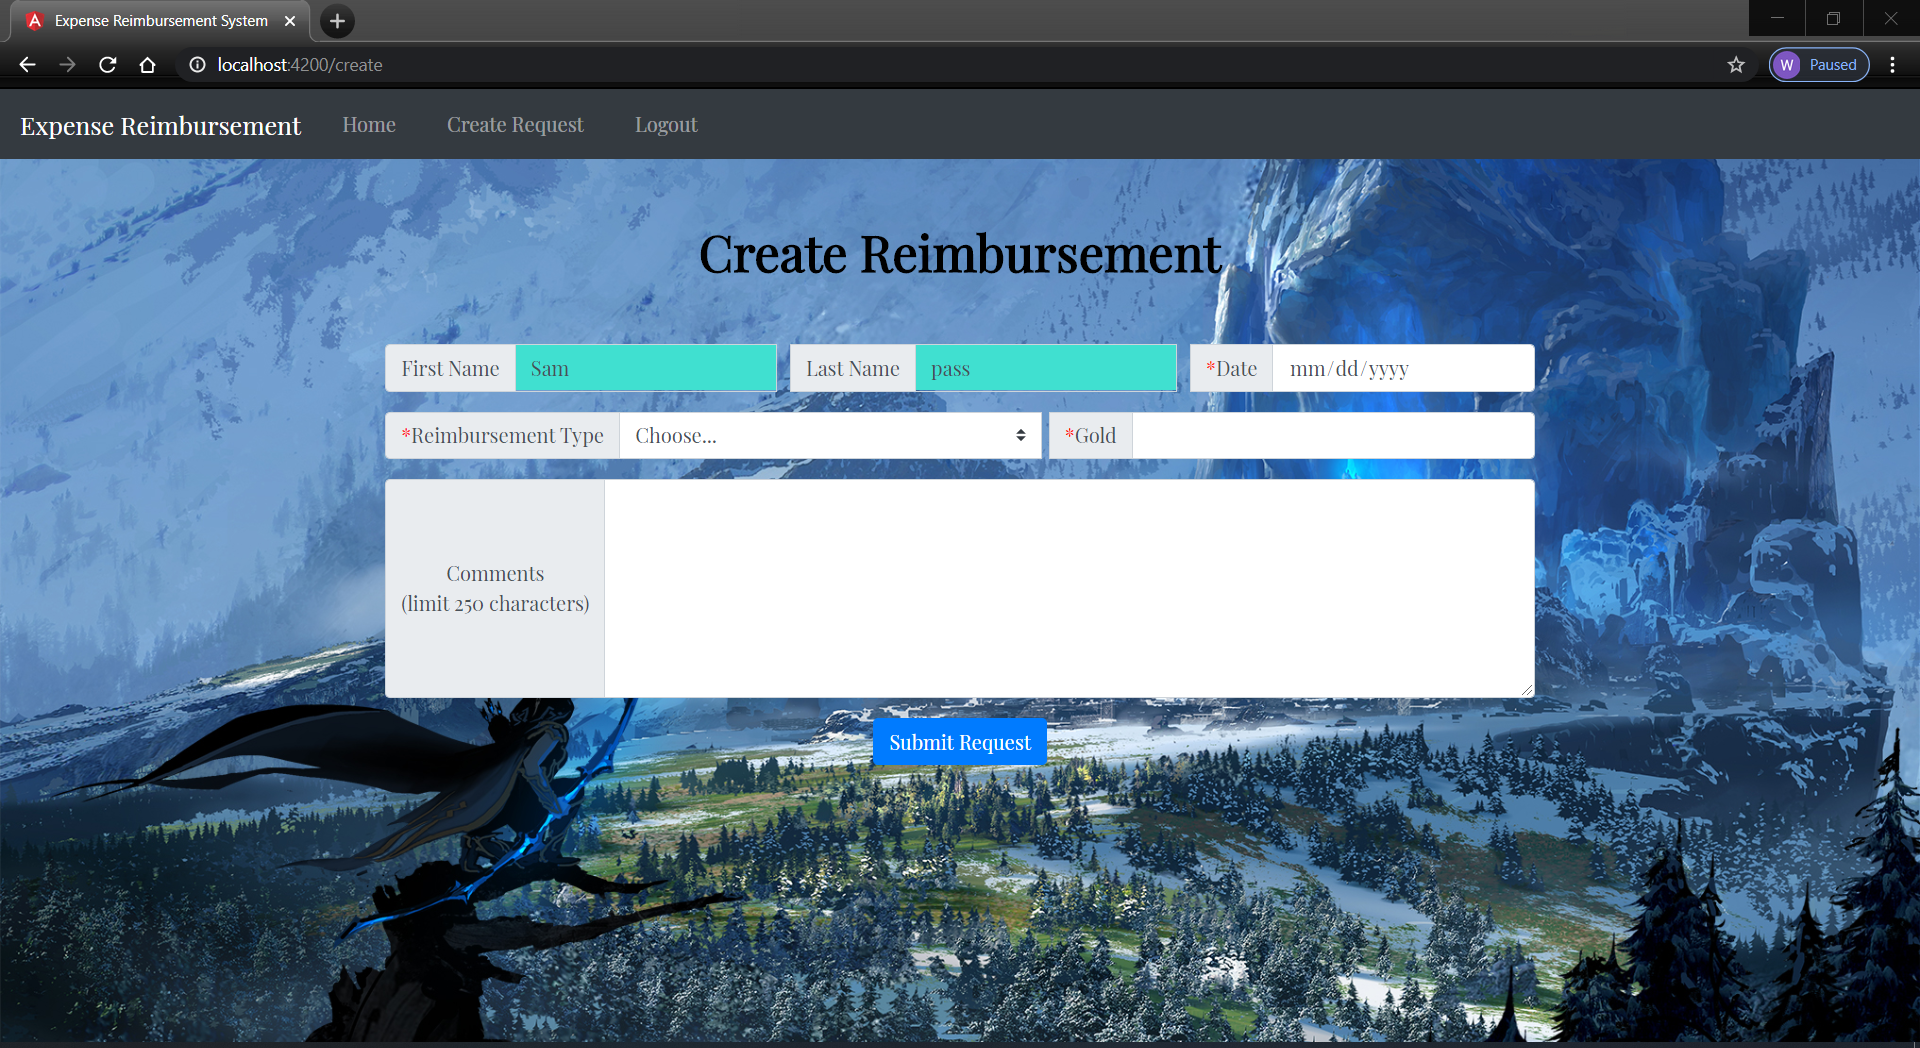 Expense Reimbursement System
localhost:4200/create
W Paused
Expense Reimbursement Home Create Request Logout
Create Reimbursement
First Name Sam Last Name pass *Date mm/dd/yyyy
*Reimbursement Type Choose... *Gold
Comments
(limit 250 characters)
Submit Request